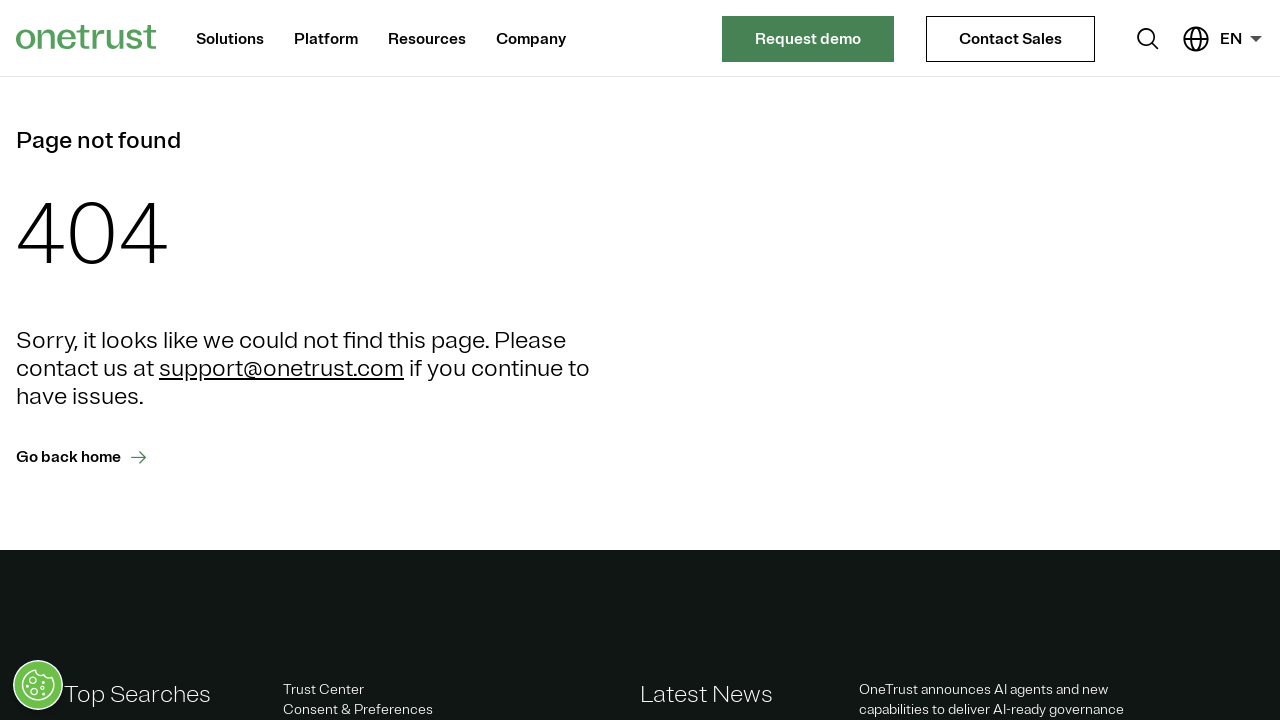 onetrust
Solutions
Platform
Resources
Company
Request demo
Contact Sales
EN
Page not found
404
Sorry, it looks like we could not find this page. Please
contact us at support@onetrust.com if you continue to
have issues.
Go back home
Top Searches
Trust Center
Consent & Preferences
Latest News
OneTrust announces AI agents and new
capabilities to deliver AI-ready governance